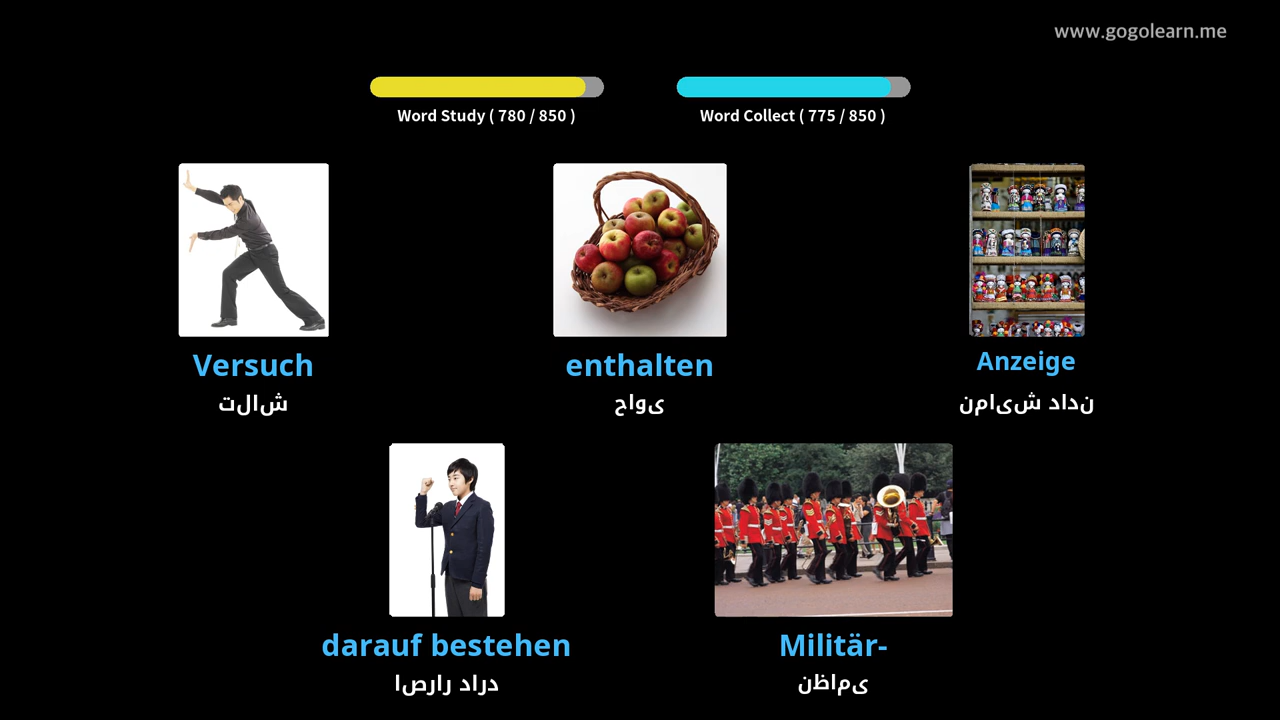 www.gogolearn.me
Word Study ( 780 / 850 )
Word Collect ( 775 / 850 )
Versuch
شالت
enthalten
یواح
Anzeige
نداد شیامن
darauf bestehen
دراد رارصا
Militär-
یماظن